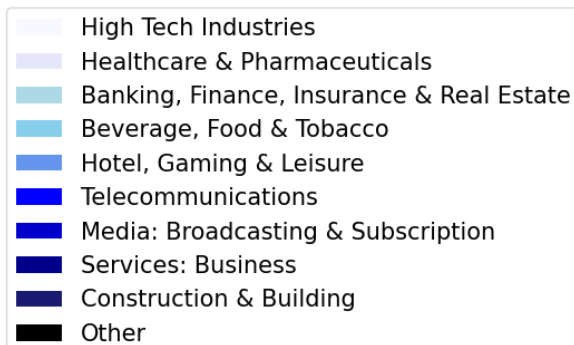 High Tech Industries
Healthcare & Pharmaceuticals
Banking, Finance, Insurance & Real Estate
Beverage, Food & Tobacco
Hotel, Gaming & Leisure
Telecommunications
Media: Broadcasting & Subscription
Services: Business
Construction & Building
Other